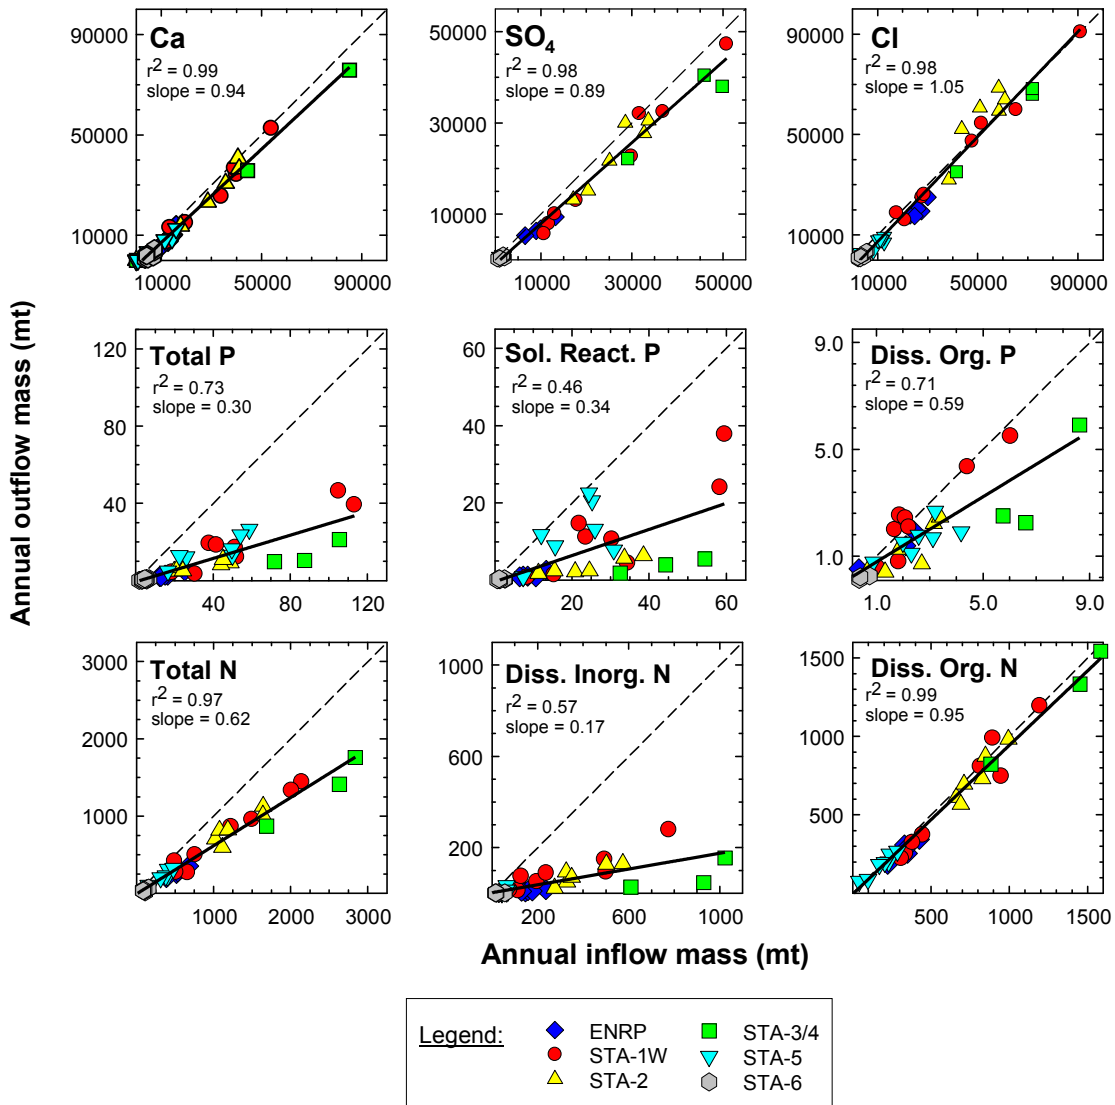 Ca
r² = 0.99
slope = 0.94
90000
50000
10000
10000 50000 90000
SO₄
r² = 0.98
slope = 0.89
50000
30000
10000
10000 30000 50000
Cl
r² = 0.98
slope = 1.05
90000
50000
10000
10000 50000 90000
Total P
r² = 0.73
slope = 0.30
120
80
40
40 80 120
Sol. React. P
r² = 0.46
slope = 0.34
60
40
20
20 40 60
Diss. Org. P
r² = 0.71
slope = 0.59
9.0
5.0
1.0
1.0 5.0 9.0
Total N
r² = 0.97
slope = 0.62
3000
2000
1000
1000 2000 3000
Diss. Inorg. N
r² = 0.57
slope = 0.17
1000
600
200
200 600 1000
Diss. Org. N
r² = 0.99
slope = 0.95
1500
1000
500
500 1000 1500
Annual outflow mass (mt)
Annual inflow mass (mt)
Legend:
ENRP
STA-1W
STA-2
STA-3/4
STA-5
STA-6